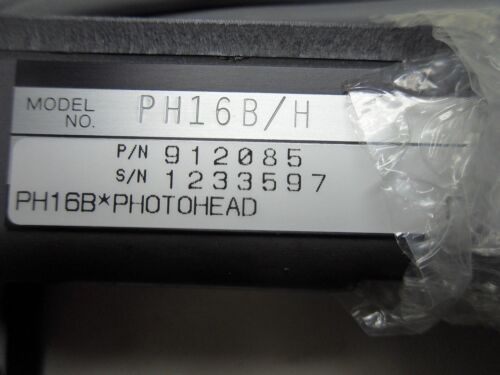 MODEL NO. PH16B/H
P/N 912085
S/N 1233597
PH16B*PHOTOHEAD